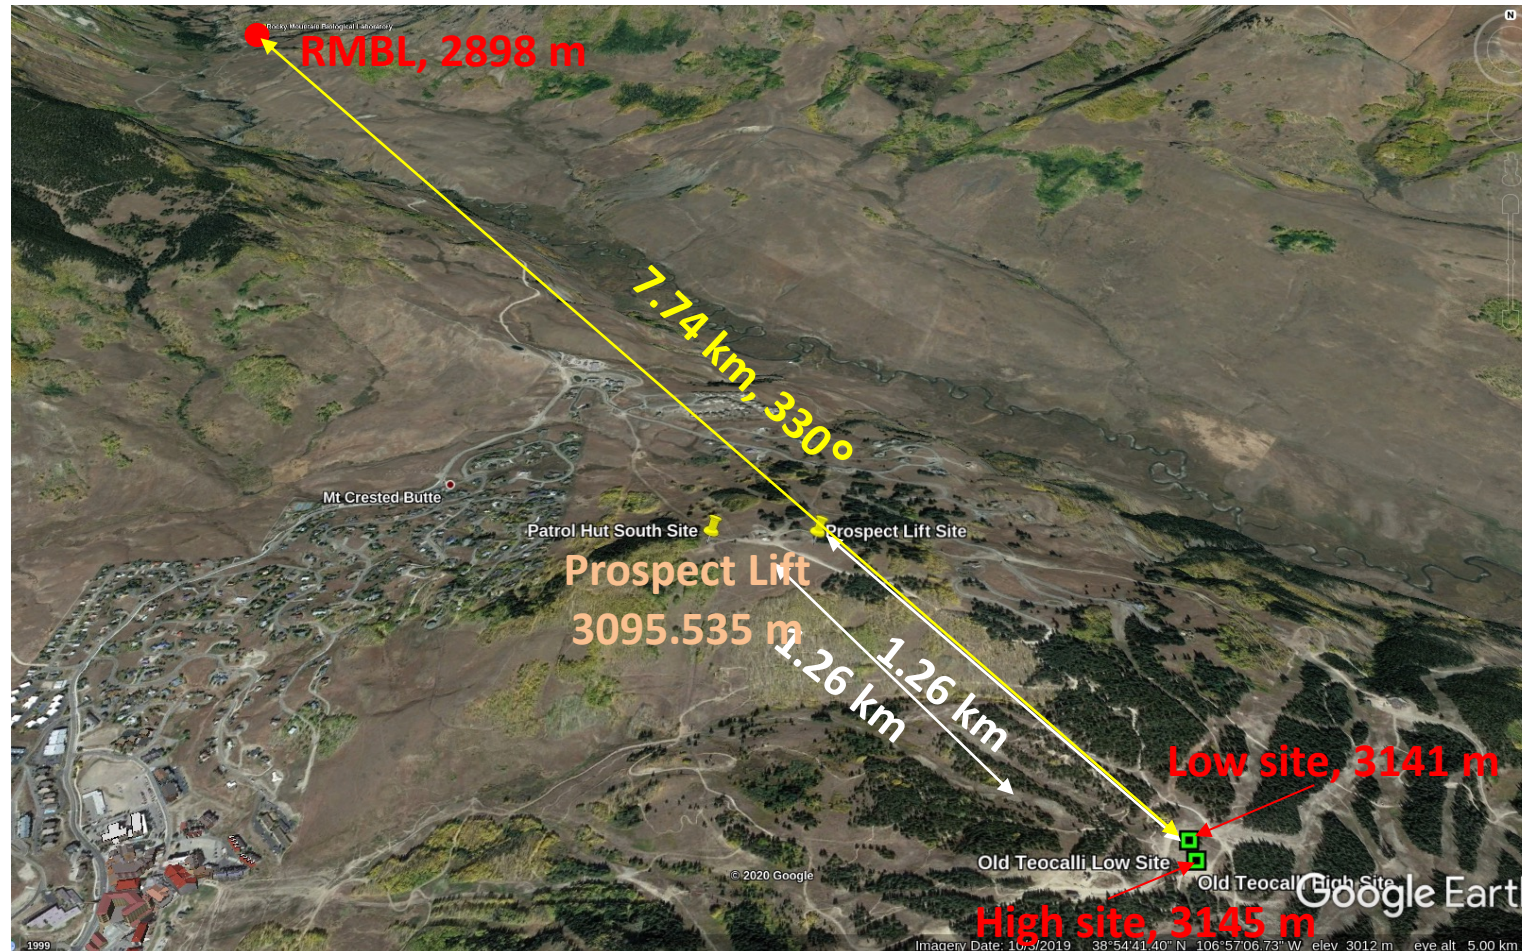 N
Rocky Mountain Biological Laboratory
RMBL, 2898 m
7.74 km, 330°
Mt Crested Butte
Patrol Hut South Site
Prospect Lift Site
Prospect Lift
3095.535 m
1.26 km
1.26 km
Low site, 3141 m
Old Teocalli Low Site
Old Teocalli High Site
© 2020 Google
Google Earth
High site, 3145 m
1999
Imagery Date: 10/3/2019 38°54'41.40" N 106°57'06.73" W elev 3012 m eye alt 5.00 km